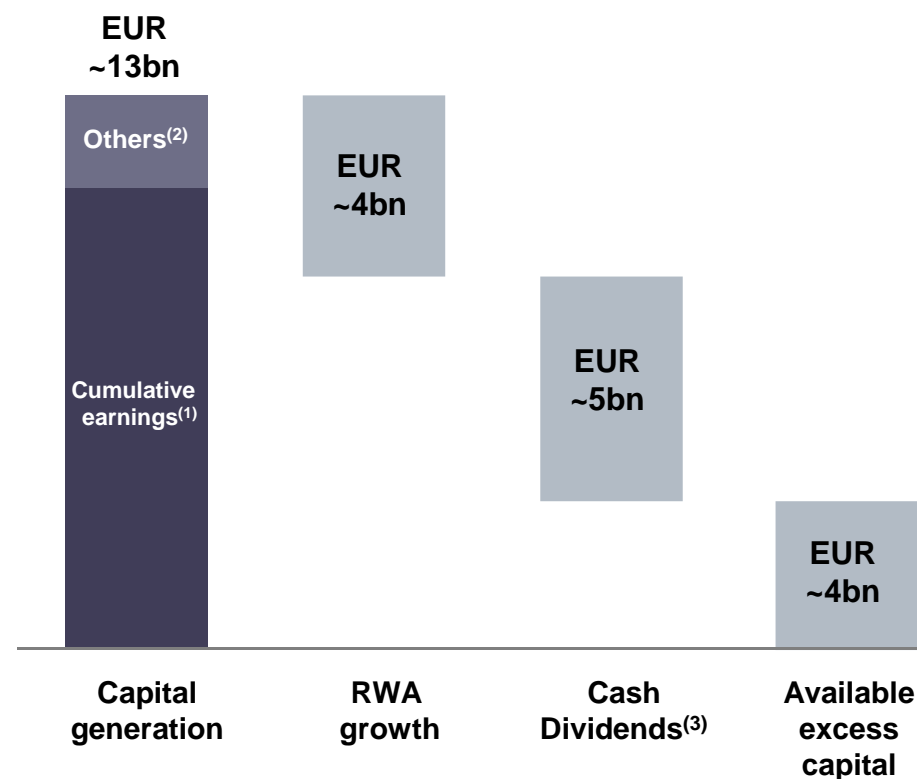 EUR
~13bn
Others(2)
Cumulative
earnings(1)
EUR
~4bn
EUR
~5bn
EUR
~4bn
Capital
generation
RWA
growth
Cash
Dividends(3)
Available
excess
capital